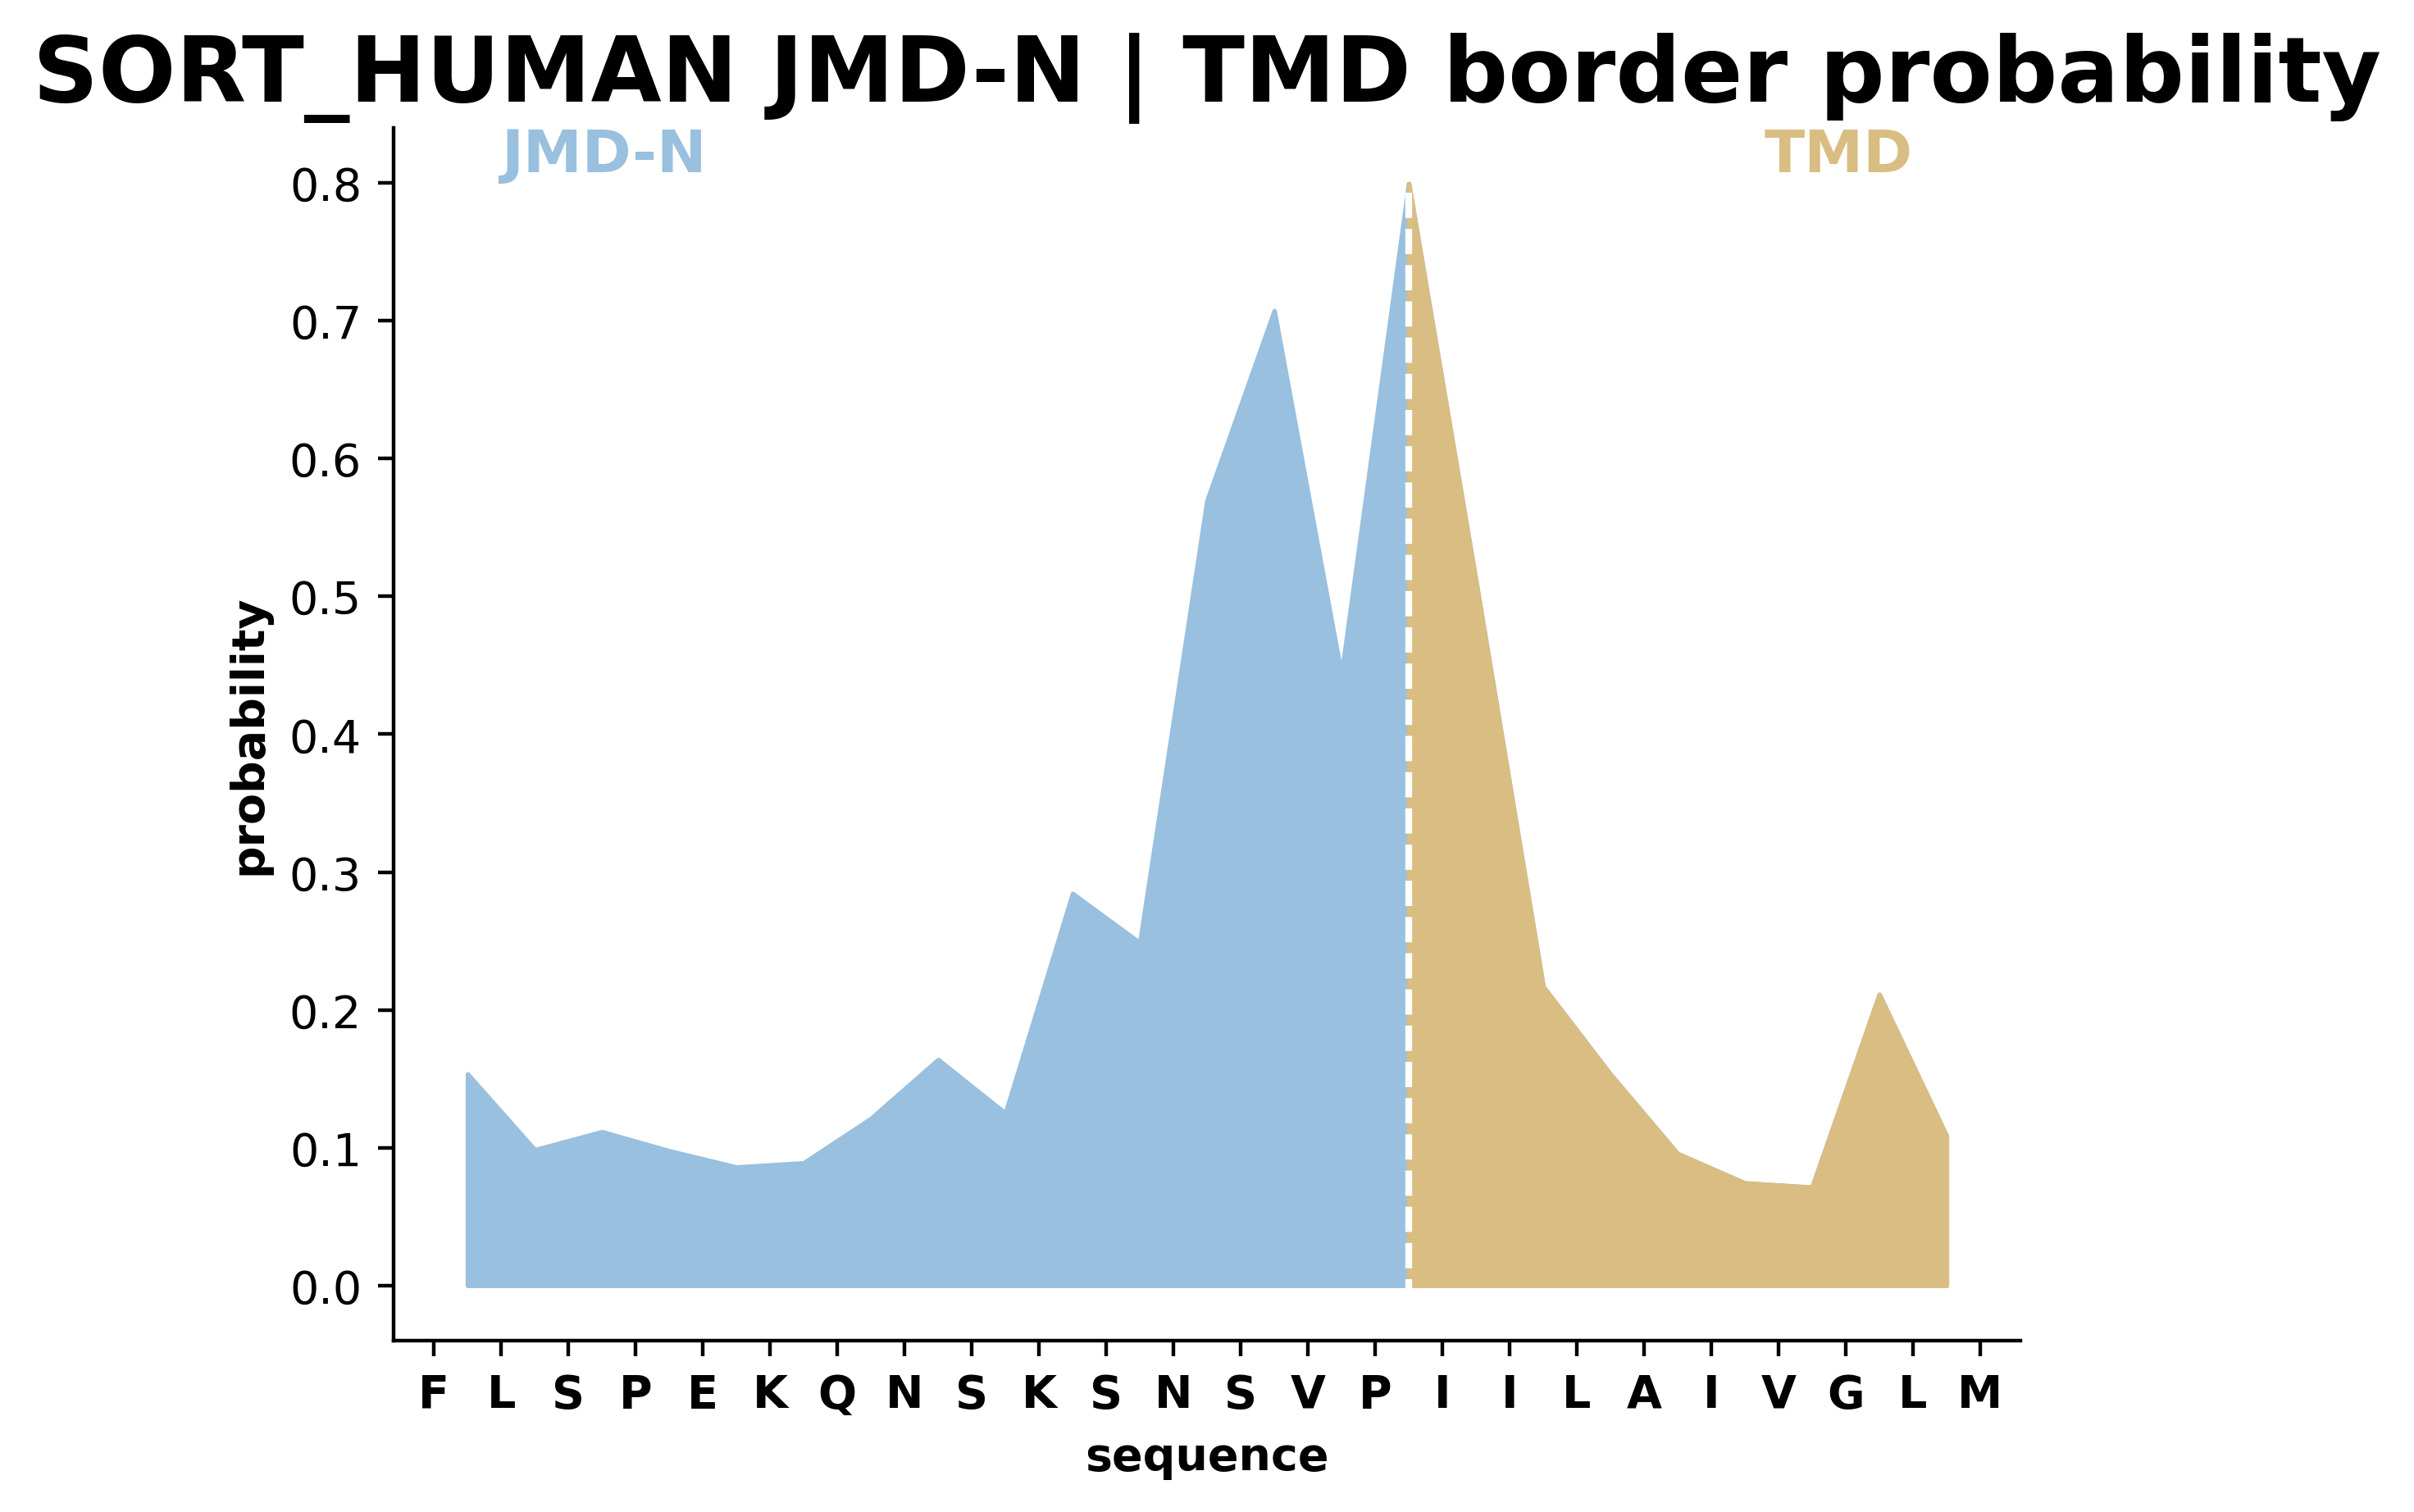 SORT_HUMAN JMD-N | TMD border probability
JMD-N TMD
0.8
0.7
0.6
0.5
0.4
0.3
0.2
0.1
0.0
probability
F L S P E K Q N S K S N S V P I I L A I V G L M
sequence